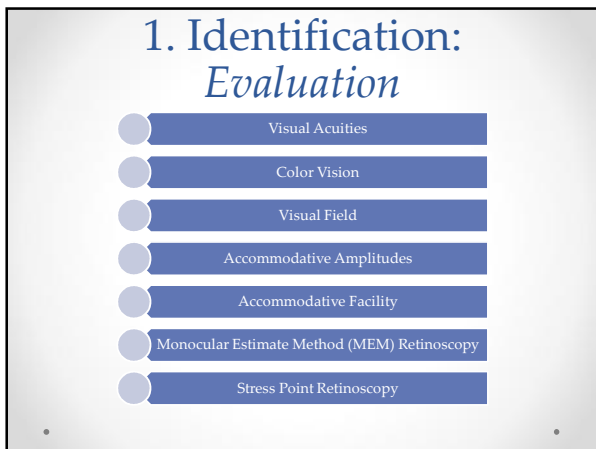 1. Identification:
Evaluation
Visual Acuities
Color Vision
Visual Field
Accommodative Amplitudes
Accommodative Facility
Monocular Estimate Method (MEM) Retinoscopy
Stress Point Retinoscopy